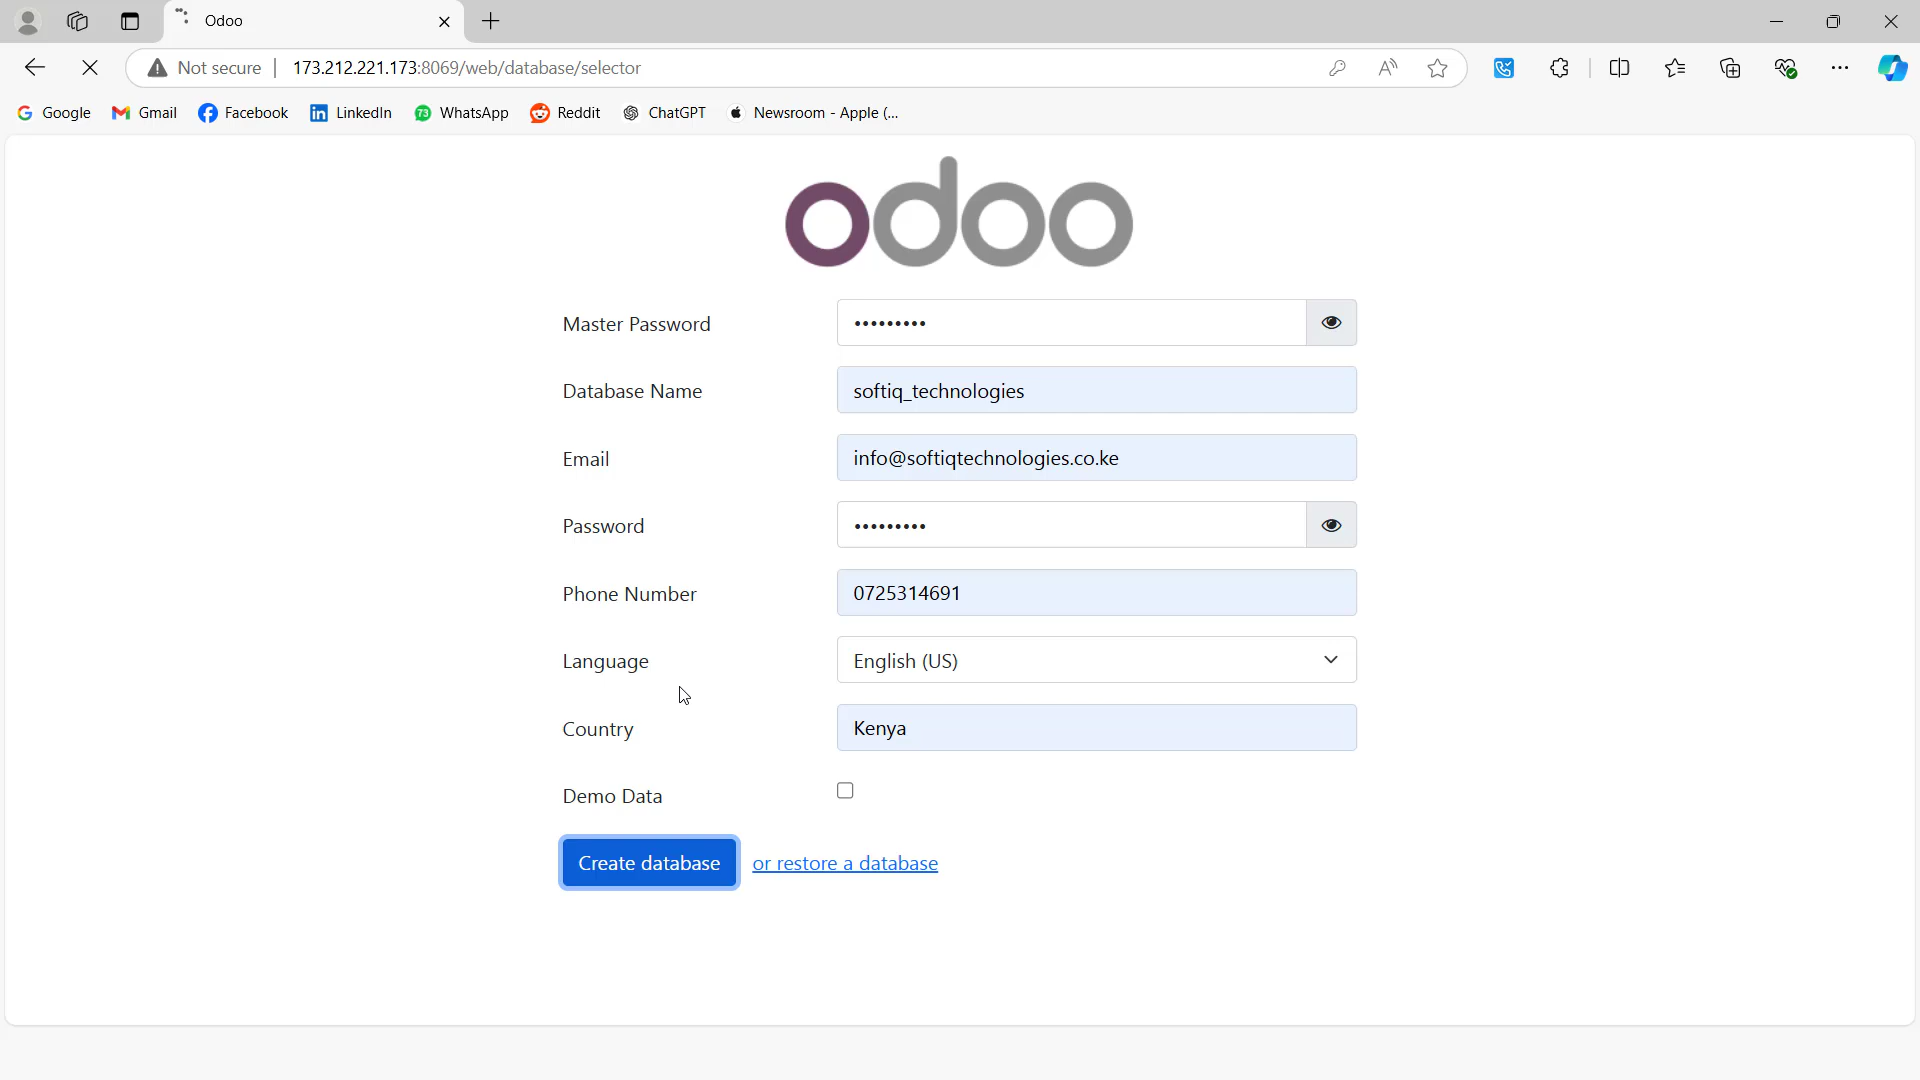 Odoo
Not secure
173.212.221.173:8069/web/database/selector
Google
Gmail
Facebook
LinkedIn
73
WhatsApp
Reddit
ChatGPT
Newsroom - Apple (...
odoo
Master Password
•••••••••
Database Name
softiq_technologies
Email
info@softiqtechnologies.co.ke
Password
•••••••••
Phone Number
0725314691
Language
English (US)
Country
Kenya
Demo Data
Create database
or restore a database